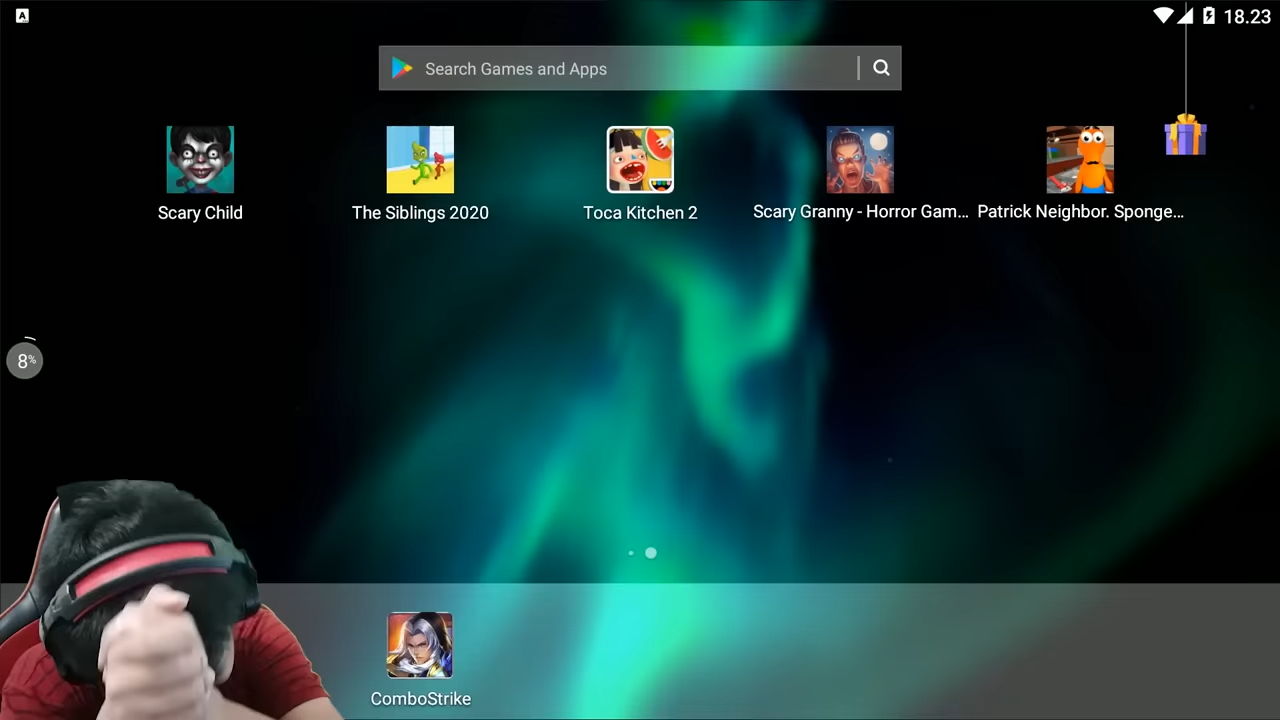 A
18.23
Search Games and Apps
Scary Child
The Siblings 2020
Toca Kitchen 2
Scary Granny - Horror Gam...
Patrick Neighbor. Sponge...
8%
ComboStrike